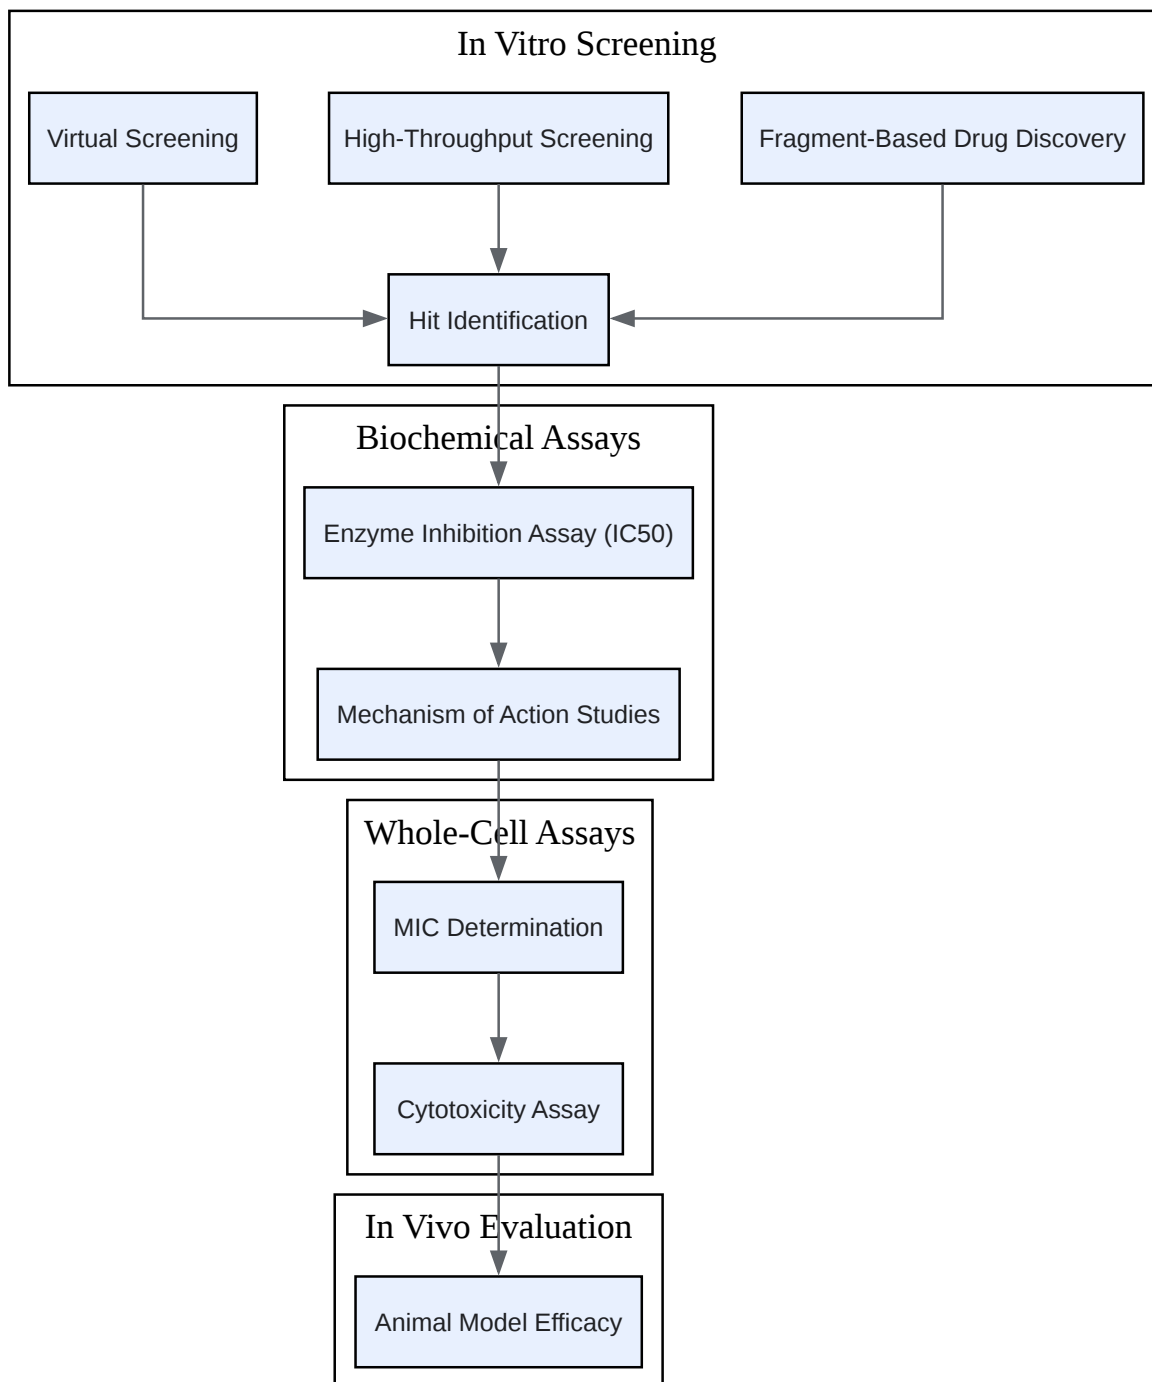 In Vitro Screening
Virtual Screening
High-Throughput Screening
Fragment-Based Drug Discovery
Hit Identification
Biochemical Assays
Enzyme Inhibition Assay (IC50)
Mechanism of Action Studies
Whole-Cell Assays
MIC Determination
Cytotoxicity Assay
In Vivo Evaluation
Animal Model Efficacy